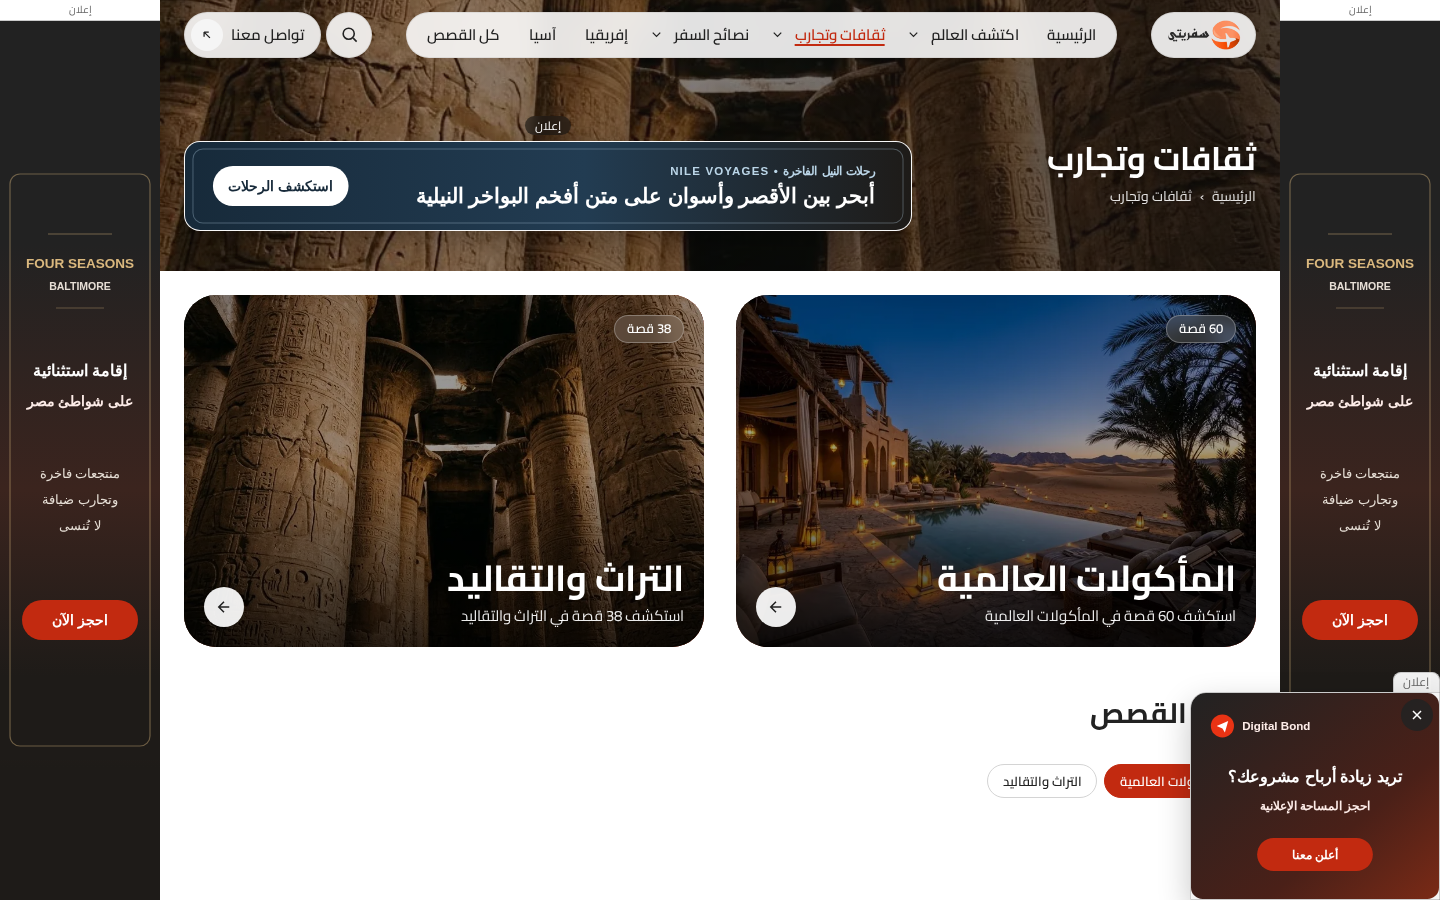 إعلان
إعلان
سفريتي
الرئيسية
اكتشف العالم
ثقافات وتجارب
نصائح السفر
إفريقيا
آسيا
كل القصص
تواصل معنا
ثقافات وتجارب
الرئيسية › ثقافات وتجارب
إعلان
رحلات النيل الفاخرة • NILE VOYAGES
أبحر بين الأقصر وأسوان على متن أفخم البواخر النيلية
استكشف الرحلات
FOUR SEASONS
BALTIMORE
إقامة استثنائية
على شواطئ مصر
منتجعات فاخرة
وتجارب ضيافة
لا تُنسى
احجز الآن
60 قصة
المأكولات العالمية
استكشف 60 قصة في المأكولات العالمية
38 قصة
التراث والتقاليد
استكشف 38 قصة في التراث والتقاليد
FOUR SEASONS
BALTIMORE
إقامة استثنائية
على شواطئ مصر
منتجعات فاخرة
وتجارب ضيافة
لا تُنسى
احجز الآن
القصص
العالمية
التراث والتقاليد
إعلان
Digital Bond
تريد زيادة أرباح مشروعك؟
احجز المساحة الإعلانية
أعلن معنا